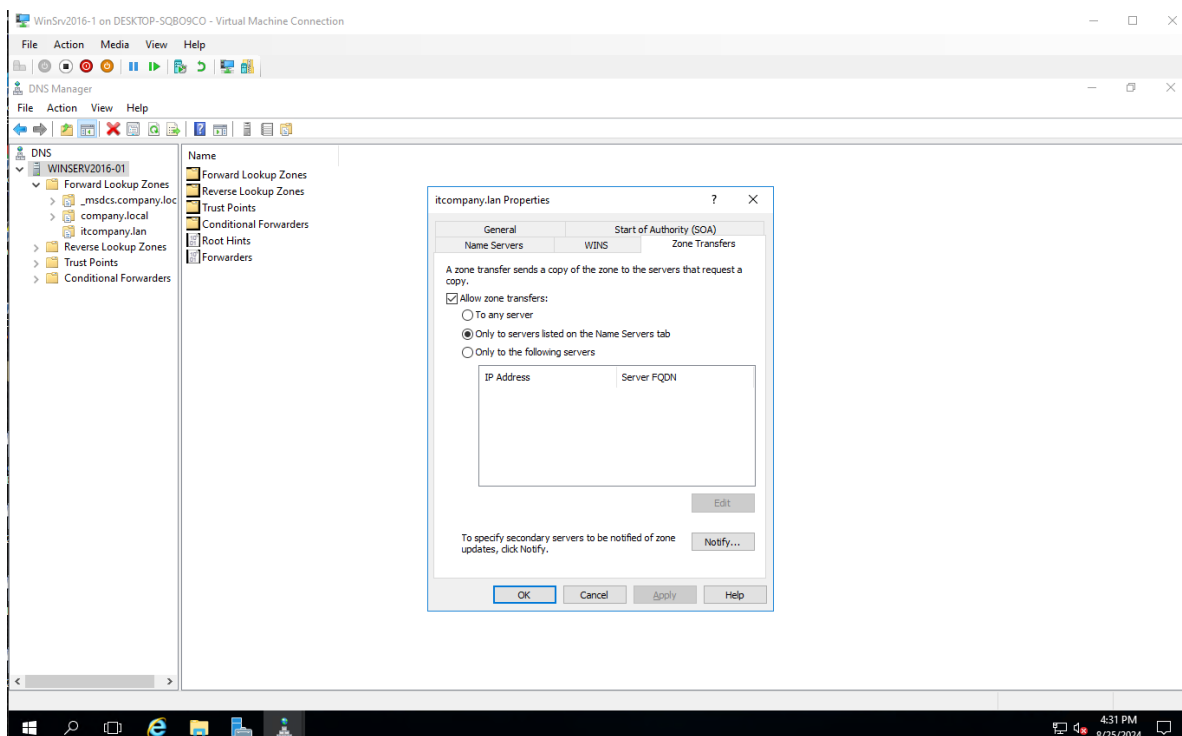 WinSrv2016-1 on DESKTOP-SQBO9CO - Virtual Machine Connection
File Action Media View Help
DNS Manager
File Action View Help
DNS
WINSERV2016-01
Forward Lookup Zones
_msdcs.company.loc
company.local
itcompany.lan
Reverse Lookup Zones
Trust Points
Conditional Forwarders
Name
Forward Lookup Zones
Reverse Lookup Zones
Trust Points
Conditional Forwarders
Root Hints
Forwarders
itcompany.lan Properties
General Start of Authority (SOA)
Name Servers WINS Zone Transfers
A zone transfer sends a copy of the zone to the servers that request a
copy.
Allow zone transfers:
To any server
Only to servers listed on the Name Servers tab
Only to the following servers
IP Address Server FQDN
Edit
To specify secondary servers to be notified of zone
updates, click Notify.
Notify...
OK Cancel Apply Help
4:31 PM
8/25/2024